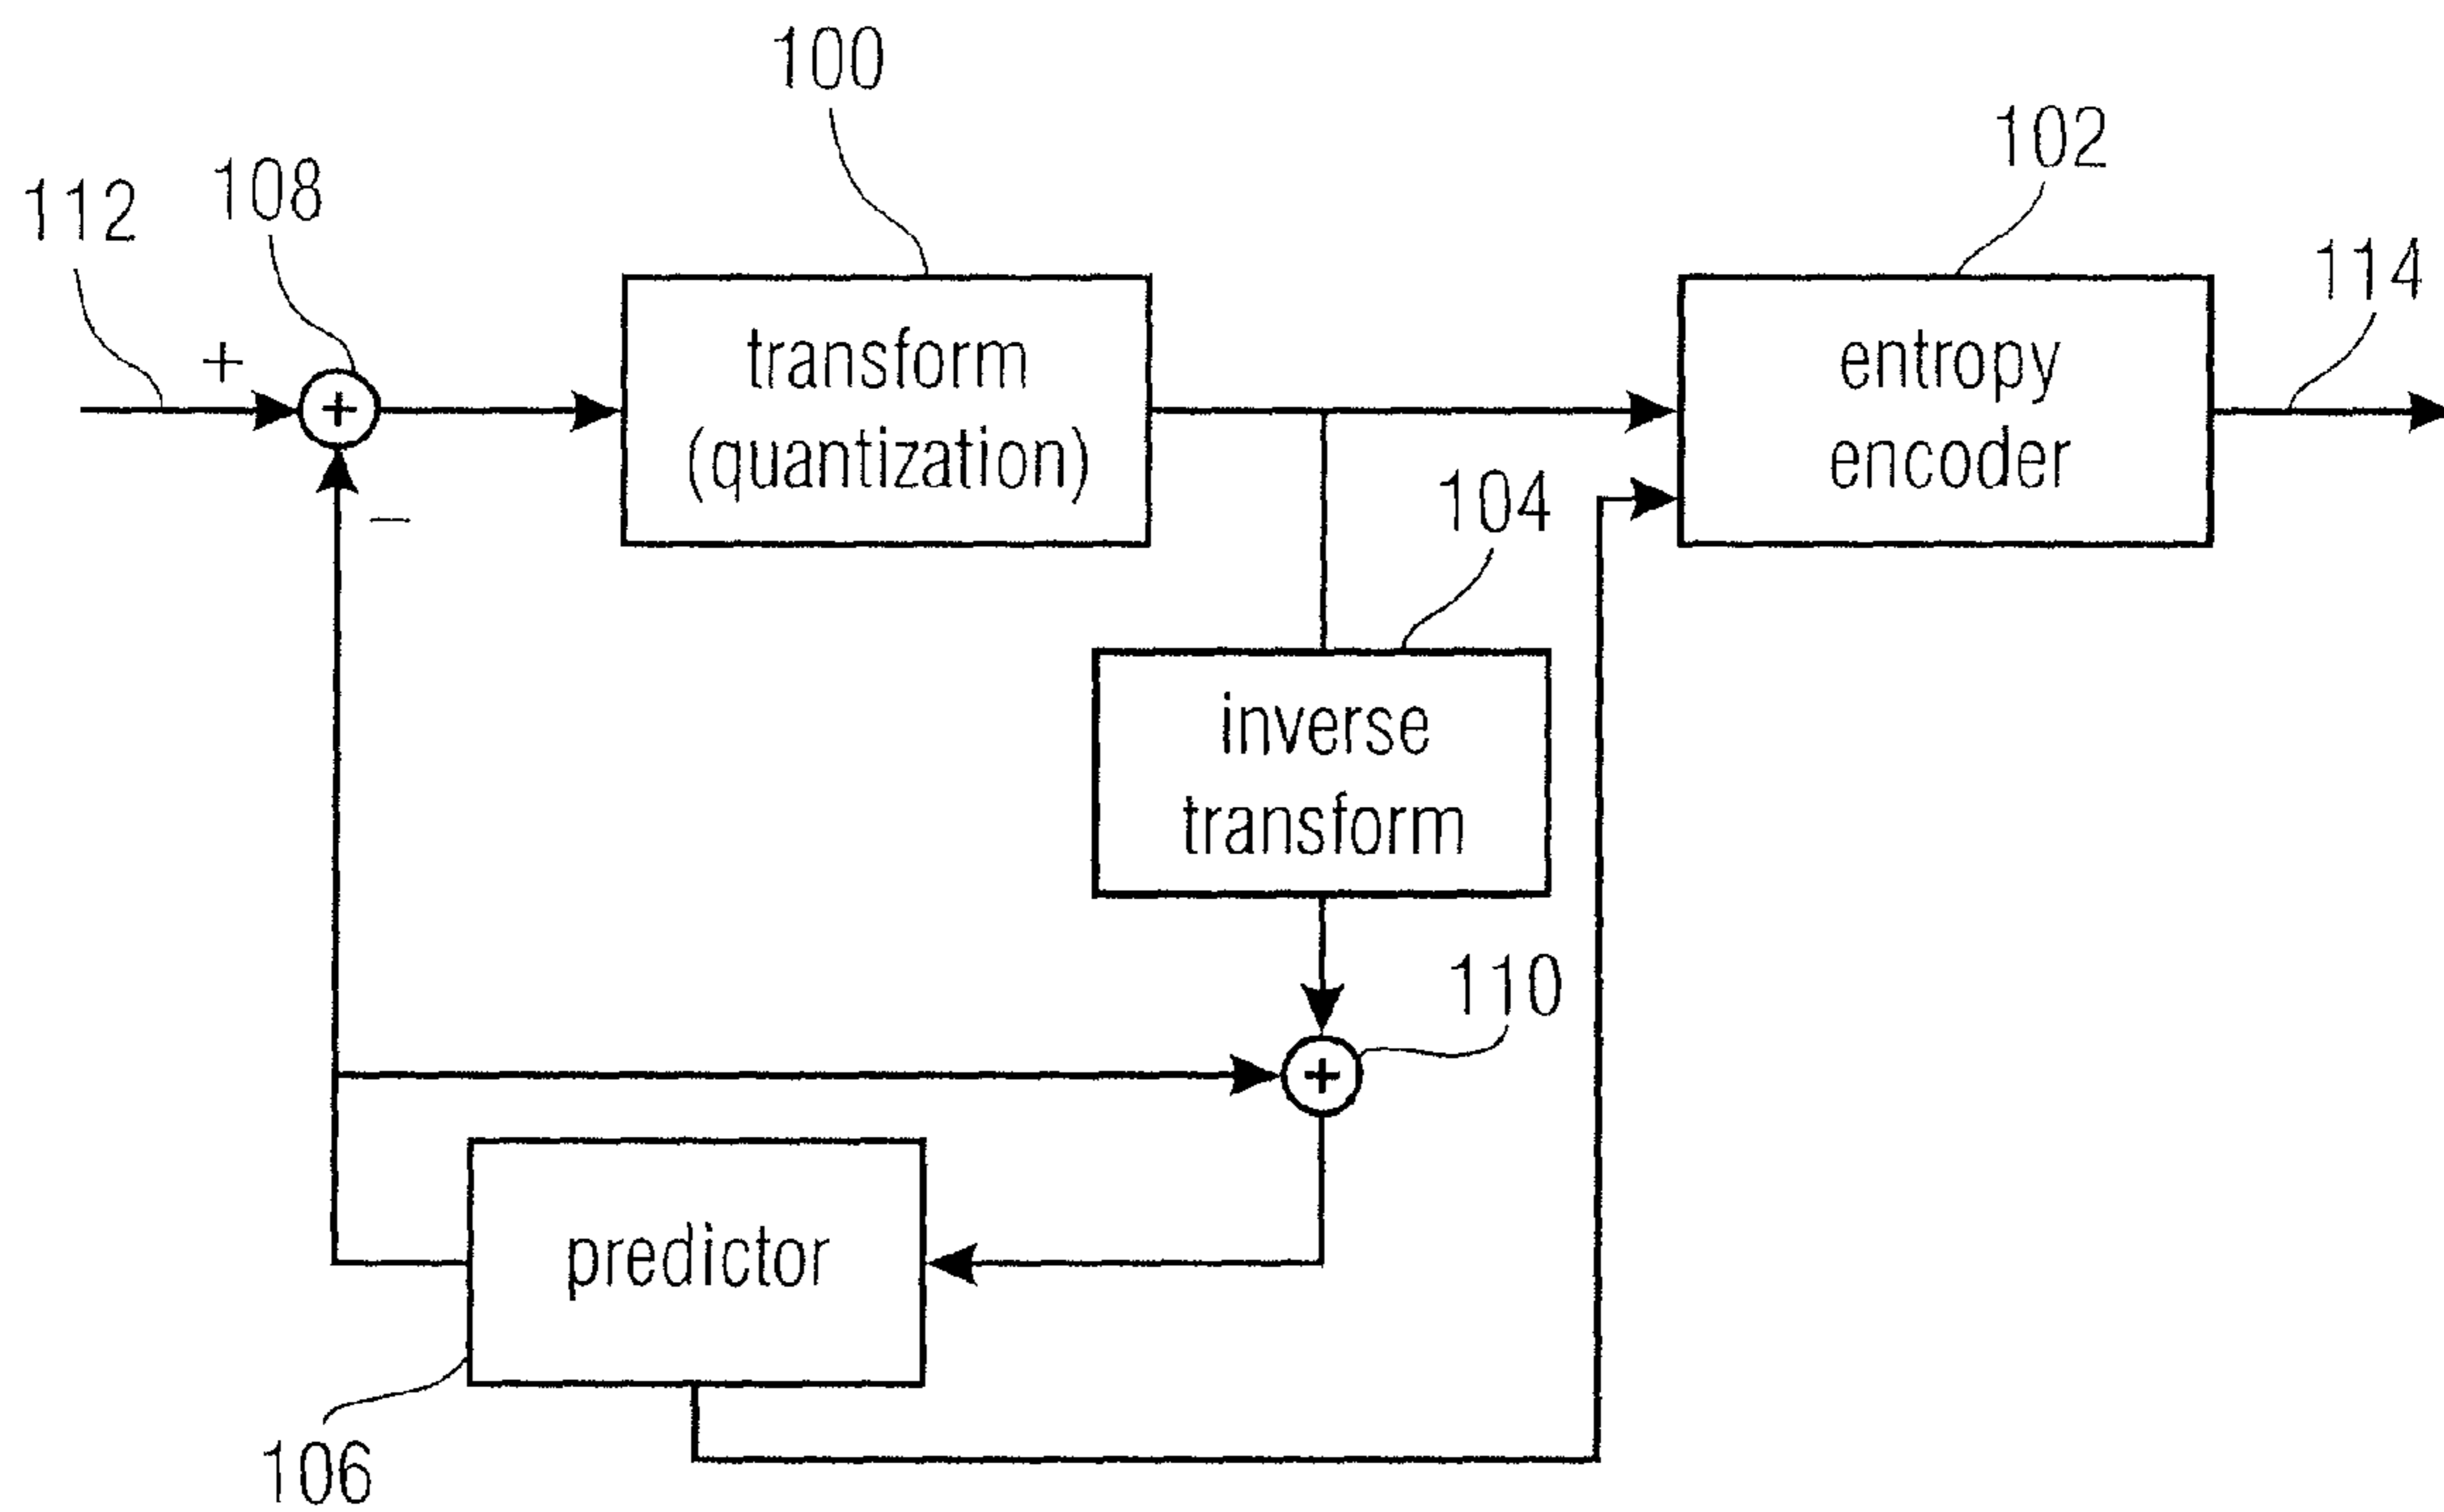 100
102
108
112
114
+
+
transform
(quantization)
entropy
encoder
104
–
inverse
transform
110
+
predictor
106